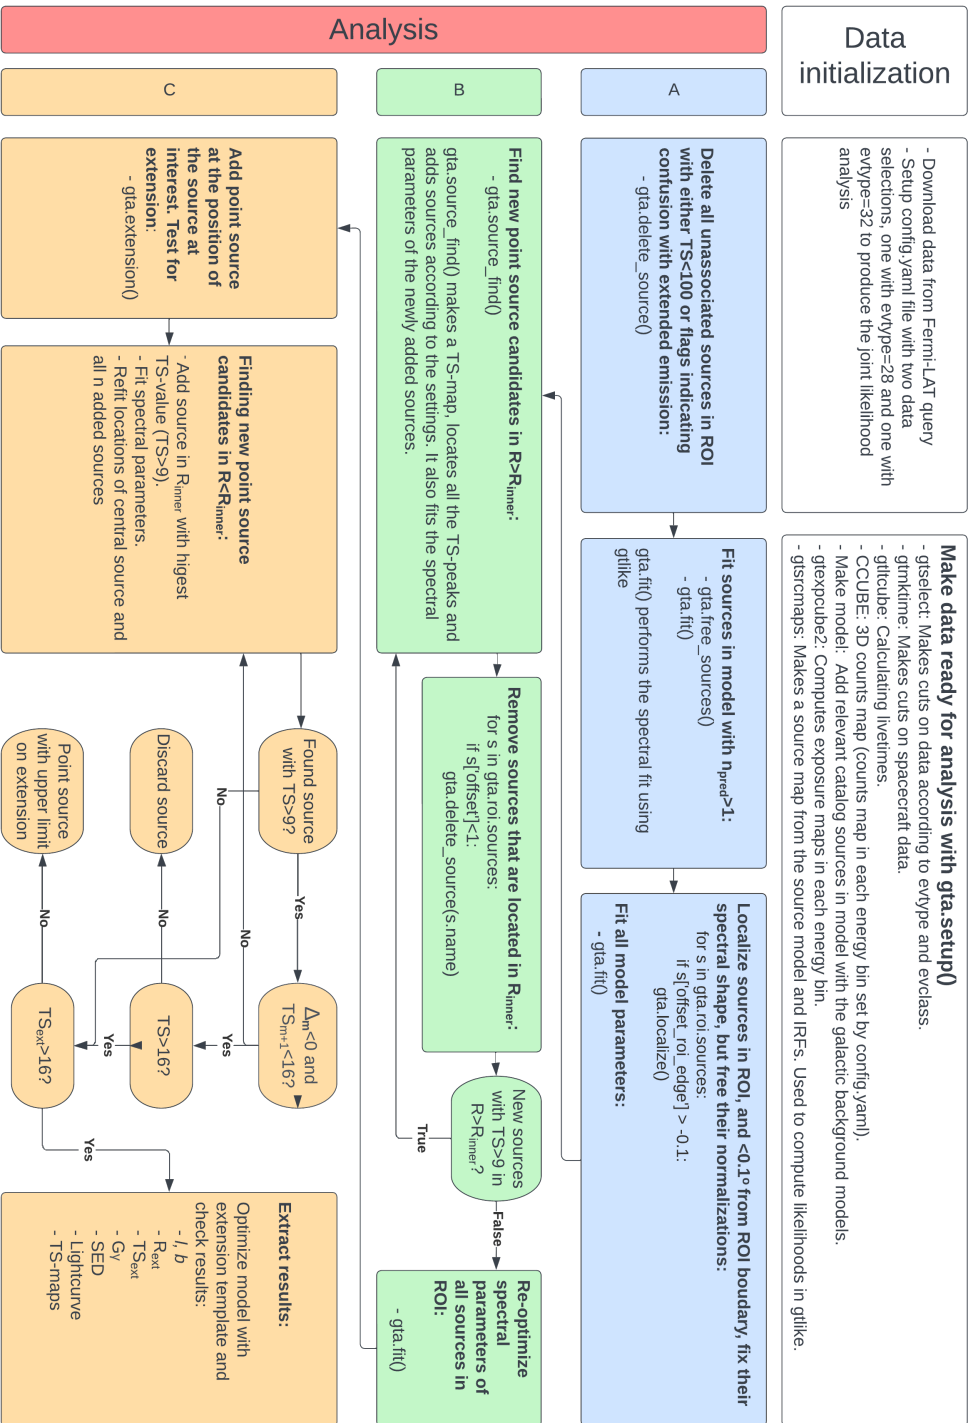 Data
initialization
- Download data from Fermi-LAT query
- Setup config.yaml file with two data
selections, one with evtype=28 and one with
evtype=32 to produce the joint likelihood
analysis
Make data ready for analysis with gta.setup()
- gtselect: Makes cuts on data according to evtype and evclass.
- gtmktime: Makes cuts on spacecraft data.
- gtltcube: Calculating livetimes.
- CCUBE: 3D counts map (counts map in each energy bin set by config.yaml).
- Make model: Add relevant catalog sources in model with the galactic background models.
- gtexpcube2: Computes exposure maps in each energy bin.
- gtsrcmaps: Makes a source map from the source model and IRFs. Used to compute likelihoods in gtlike.
Analysis
A
Delete all unassociated sources in ROI
with either TS<100 or flags indicating
confusion with extended emission:
- gta.delete_source()
Fit sources in model with npred>1:
- gta.free_sources()
- gta.fit()
gta.fit() performs the spectral fit using
gtlike
Localize sources in ROI, and <0.1° from ROI boudary, fix their
spectral shape, but free their normalizations:
for s in gta.roi.sources:
if s['offset_roi_edge'] > -0.1:
gta.localize()
Fit all model parameters:
- gta.fit()
B
Find new point source candidates in R>Rinner:
- gta.source_find()
gta.source_find() makes a TS-map, locates all the TS-peaks and
adds sources according to the settings. It also fits the spectral
parameters of the newly added sources.
Remove sources that are located in Rinner:
for s in gta.roi.sources:
if s['offset']<1:
gta.delete_source(s.name)
New sources
with TS>9 in
R>Rinner?
True
False
Re-optimize
spectral
parameters of
all sources in
ROI:
- gta.fit()
C
Add point source
at the position of
the source at
interest. Test for
extension:
- gta.extension()
Finding new point source
candidates in R<Rinner:
- Add source in Rinner with higest
TS-value (TS>9).
- Fit spectral parameters.
- Refit locations of central source and
all n added sources
Found source
with TS>9?
Yes
No
Δm<0 and
TSm+1<16?
No
Yes
Discard source
No
TS>16?
Yes
Point source
with upper limit
on extension
No
TSext>16?
Yes
Extract results:
Optimize model with
extension template and
check results:
- l, b
- Rext
- TSext
- Gγ
- SED
- Lightcurve
- TS-maps